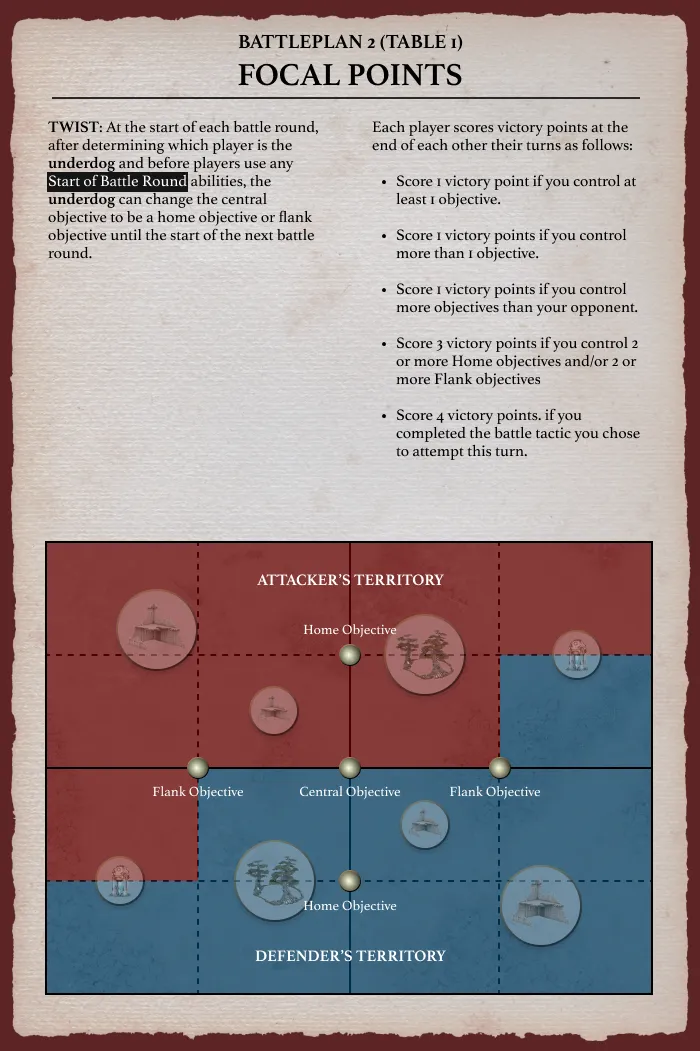 BATTLEPLAN 2 (TABLE 1)
FOCAL POINTS
TWIST: At the start of each battle round,
after determining which player is the
underdog and before players use any
Start of Battle Round abilities, the
underdog can change the central
objective to be a home objective or flank
objective until the start of the next battle
round.
Each player scores victory points at the
end of each other their turns as follows:
• Score 1 victory point if you control at
least 1 objective.
• Score 1 victory points if you control
more than 1 objective.
• Score 1 victory points if you control
more objectives than your opponent.
• Score 3 victory points if you control 2
or more Home objectives and/or 2 or
more Flank objectives
• Score 4 victory points. if you
completed the battle tactic you chose
to attempt this turn.
ATTACKER'S TERRITORY
Home Objective
Flank Objective
Central Objective
Flank Objective
Home Objective
DEFENDER'S TERRITORY